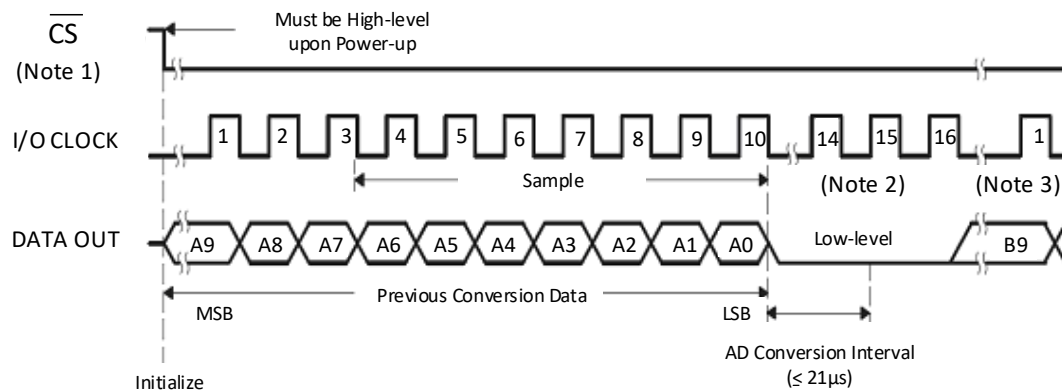 CS
(Note 1)
Must be High-level
upon Power-up
I/O CLOCK
1 2 3 4 5 6 7 8 9 10 14 15 16 1
Sample
(Note 2) (Note 3)
DATA OUT
A9 A8 A7 A6 A5 A4 A3 A2 A1 A0 Low-level B9
Previous Conversion Data
MSB LSB
AD Conversion Interval
(≤ 21µs)
Initialize